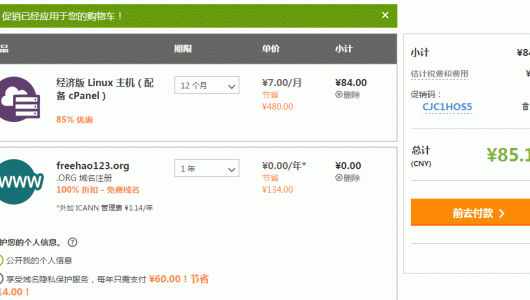 促销已经应用于您的购物车！
品 期限 单价 小计
经济版 Linux 主机（配备 cPanel）
85% 优惠
12 个月
¥7.00/月
节省
¥480.00
¥84.00
删除
freehao123.org
.ORG 域名注册
100% 折扣 - 免费域名
*外加 ICANN 管理费 ¥1.14/年
WWW
1 年
¥0.00/年*
节省
¥134.00
¥0.00
删除
护您的个人信息。
公开我的个人信息
享受域名隐私保护服务，每年只需支付 ¥60.00！节省
14.00！
小计 ¥84
估计税费和费用
促销码：
CJC1HOS5
总计
(CNY)
¥85.1
前去付款